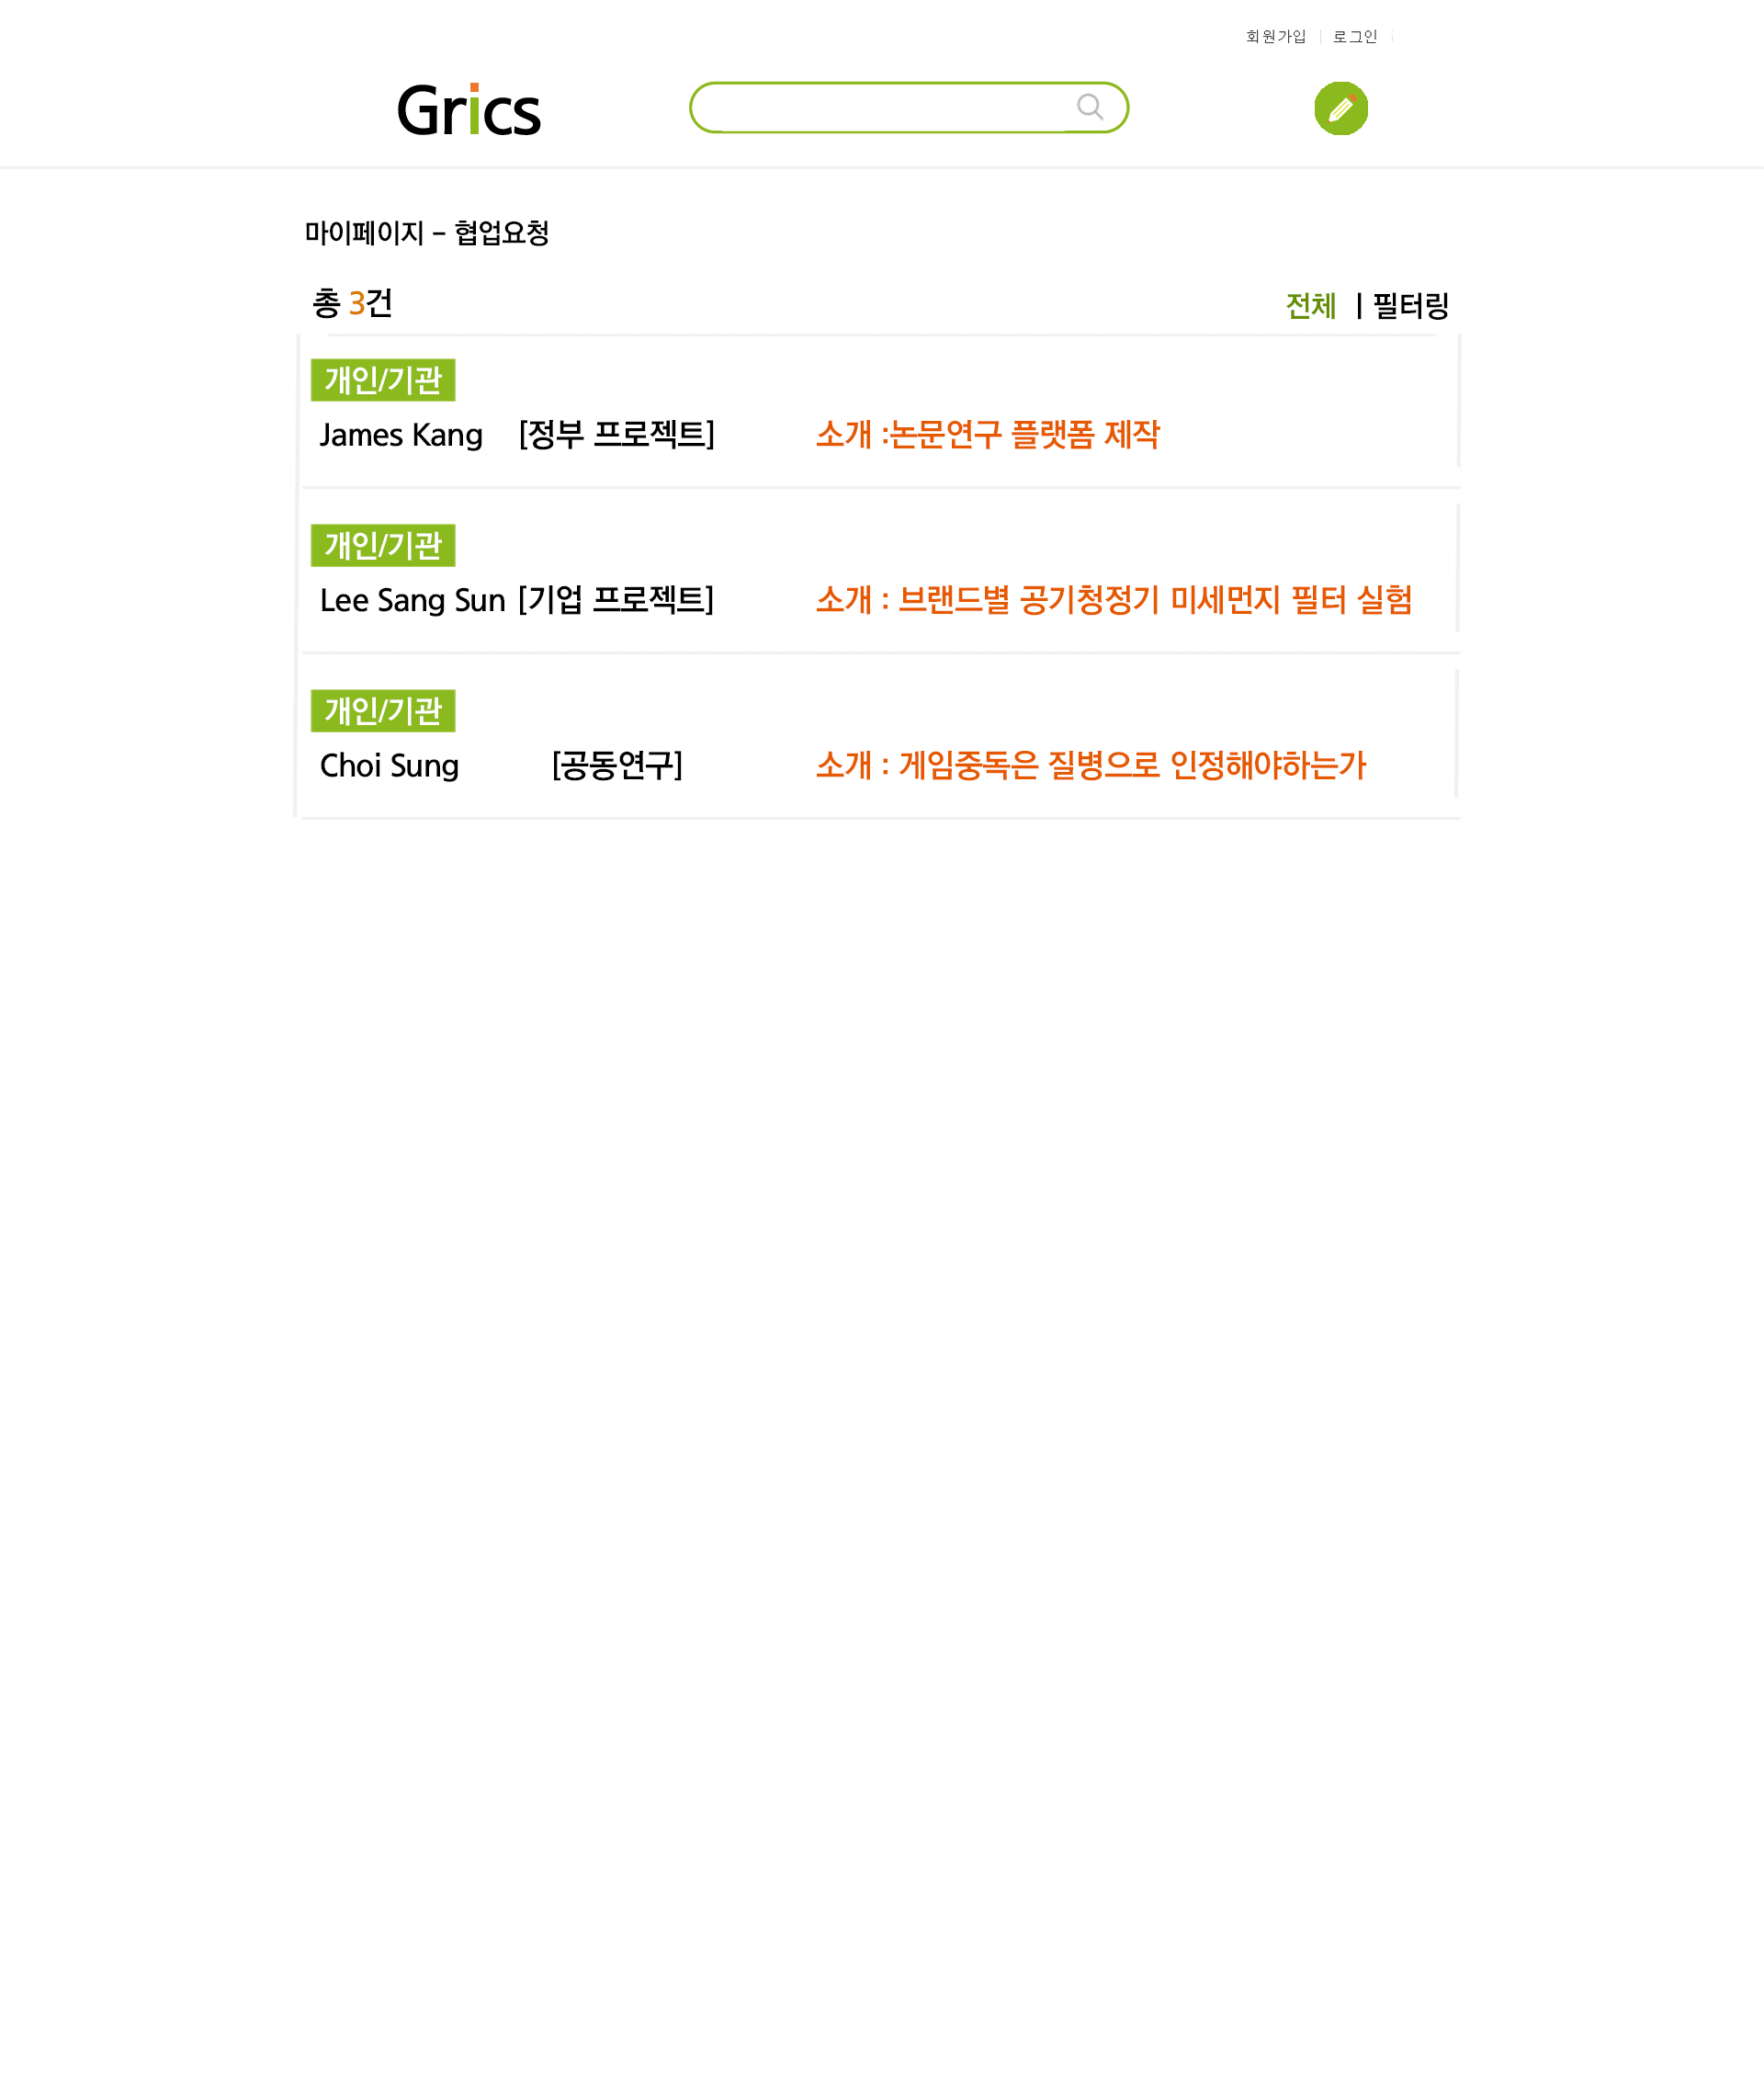 회원가입 로그인
Grics
마이페이지 – 협업요청
총 3건 전체 | 필터링
개인/기관
James Kang [정부 프로젝트] 소개 :논문연구 플랫폼 제작
개인/기관
Lee Sang Sun [기업 프로젝트] 소개 : 브랜드별 공기청정기 미세먼지 필터 실험
개인/기관
Choi Sung [공동연구] 소개 : 게임중독은 질병으로 인정해야하는가